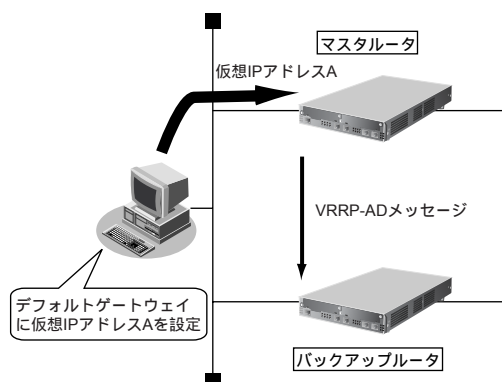 マスタルータ
仮想IPアドレスA
VRRP-ADメッセージ
デフォルトゲートウェイ
に仮想IPアドレスAを設定
バックアップルータ